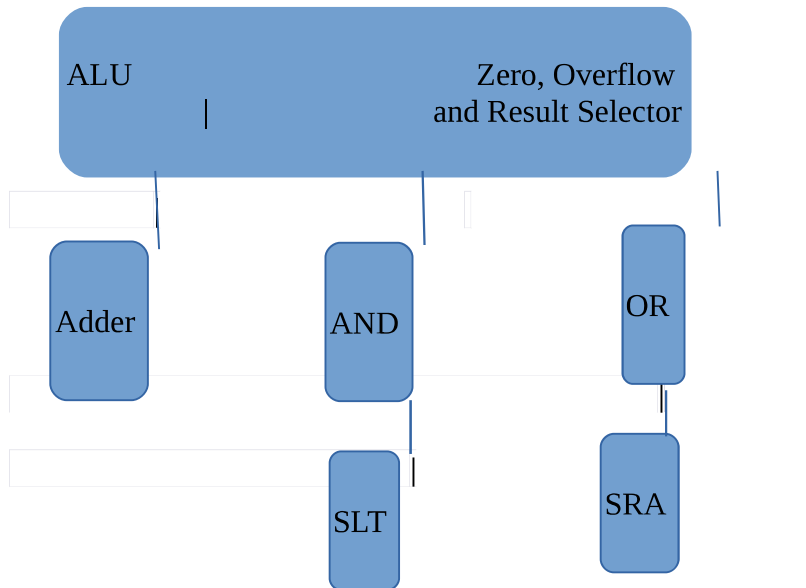 ALU Zero, Overflow
| and Result Selector
Adder
AND
OR
SLT
SRA